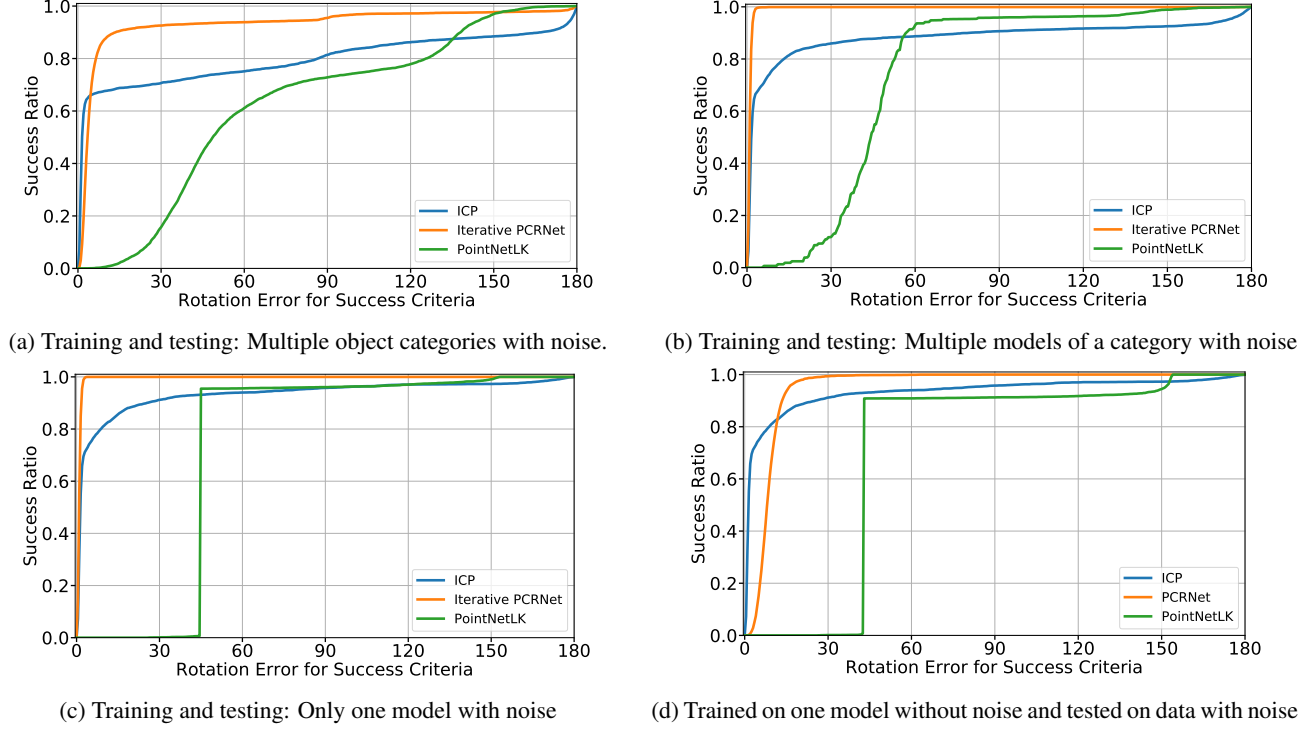 1.0
0.8
0.6
0.4
0.2
0.0
Success Ratio
0 30 60 90 120 150 180
Rotation Error for Success Criteria
ICP
Iterative PCRNet
PointNetLK
(a) Training and testing: Multiple object categories with noise.
1.0
0.8
0.6
0.4
0.2
0.0
Success Ratio
0 30 60 90 120 150 180
Rotation Error for Success Criteria
ICP
Iterative PCRNet
PointNetLK
(b) Training and testing: Multiple models of a category with noise
1.0
0.8
0.6
0.4
0.2
0.0
Success Ratio
0 30 60 90 120 150 180
Rotation Error for Success Criteria
ICP
Iterative PCRNet
PointNetLK
(c) Training and testing: Only one model with noise
1.0
0.8
0.6
0.4
0.2
0.0
Success Ratio
0 30 60 90 120 150 180
Rotation Error for Success Criteria
ICP
PCRNet
PointNetLK
(d) Trained on one model without noise and tested on data with noise